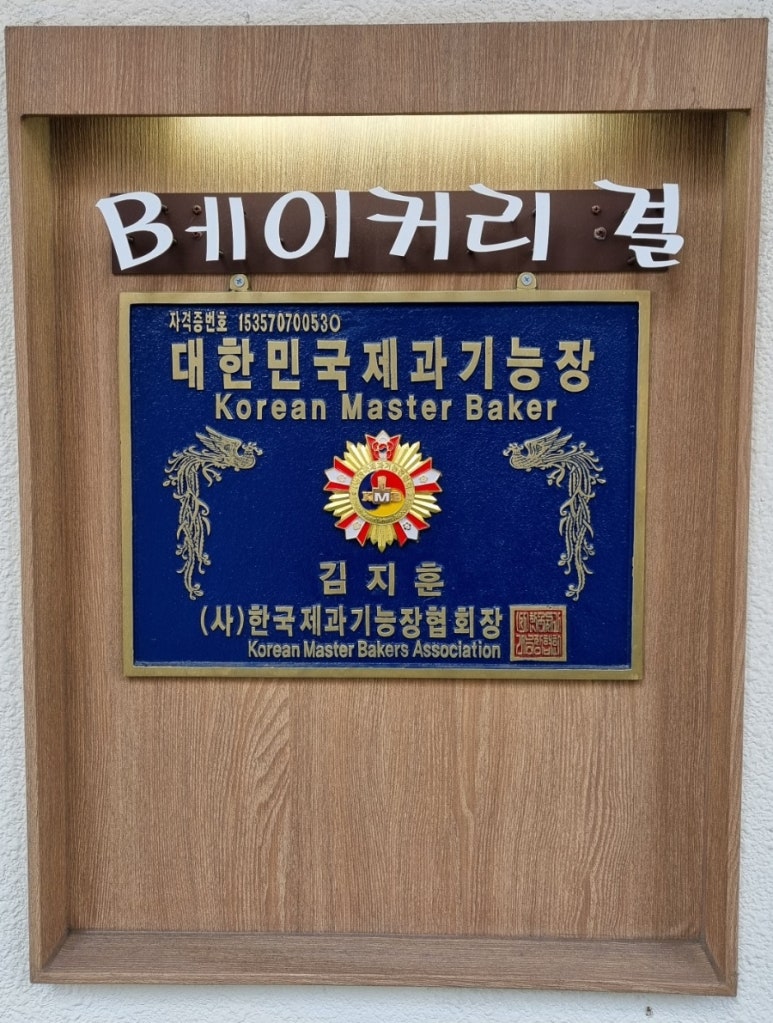 베이커리 결
자격증번호 15357070053O
대한민국제과기능장
Korean Master Baker
KMB
김지훈
(사)한국제과기능장협회장
Korean Master Bakers Association